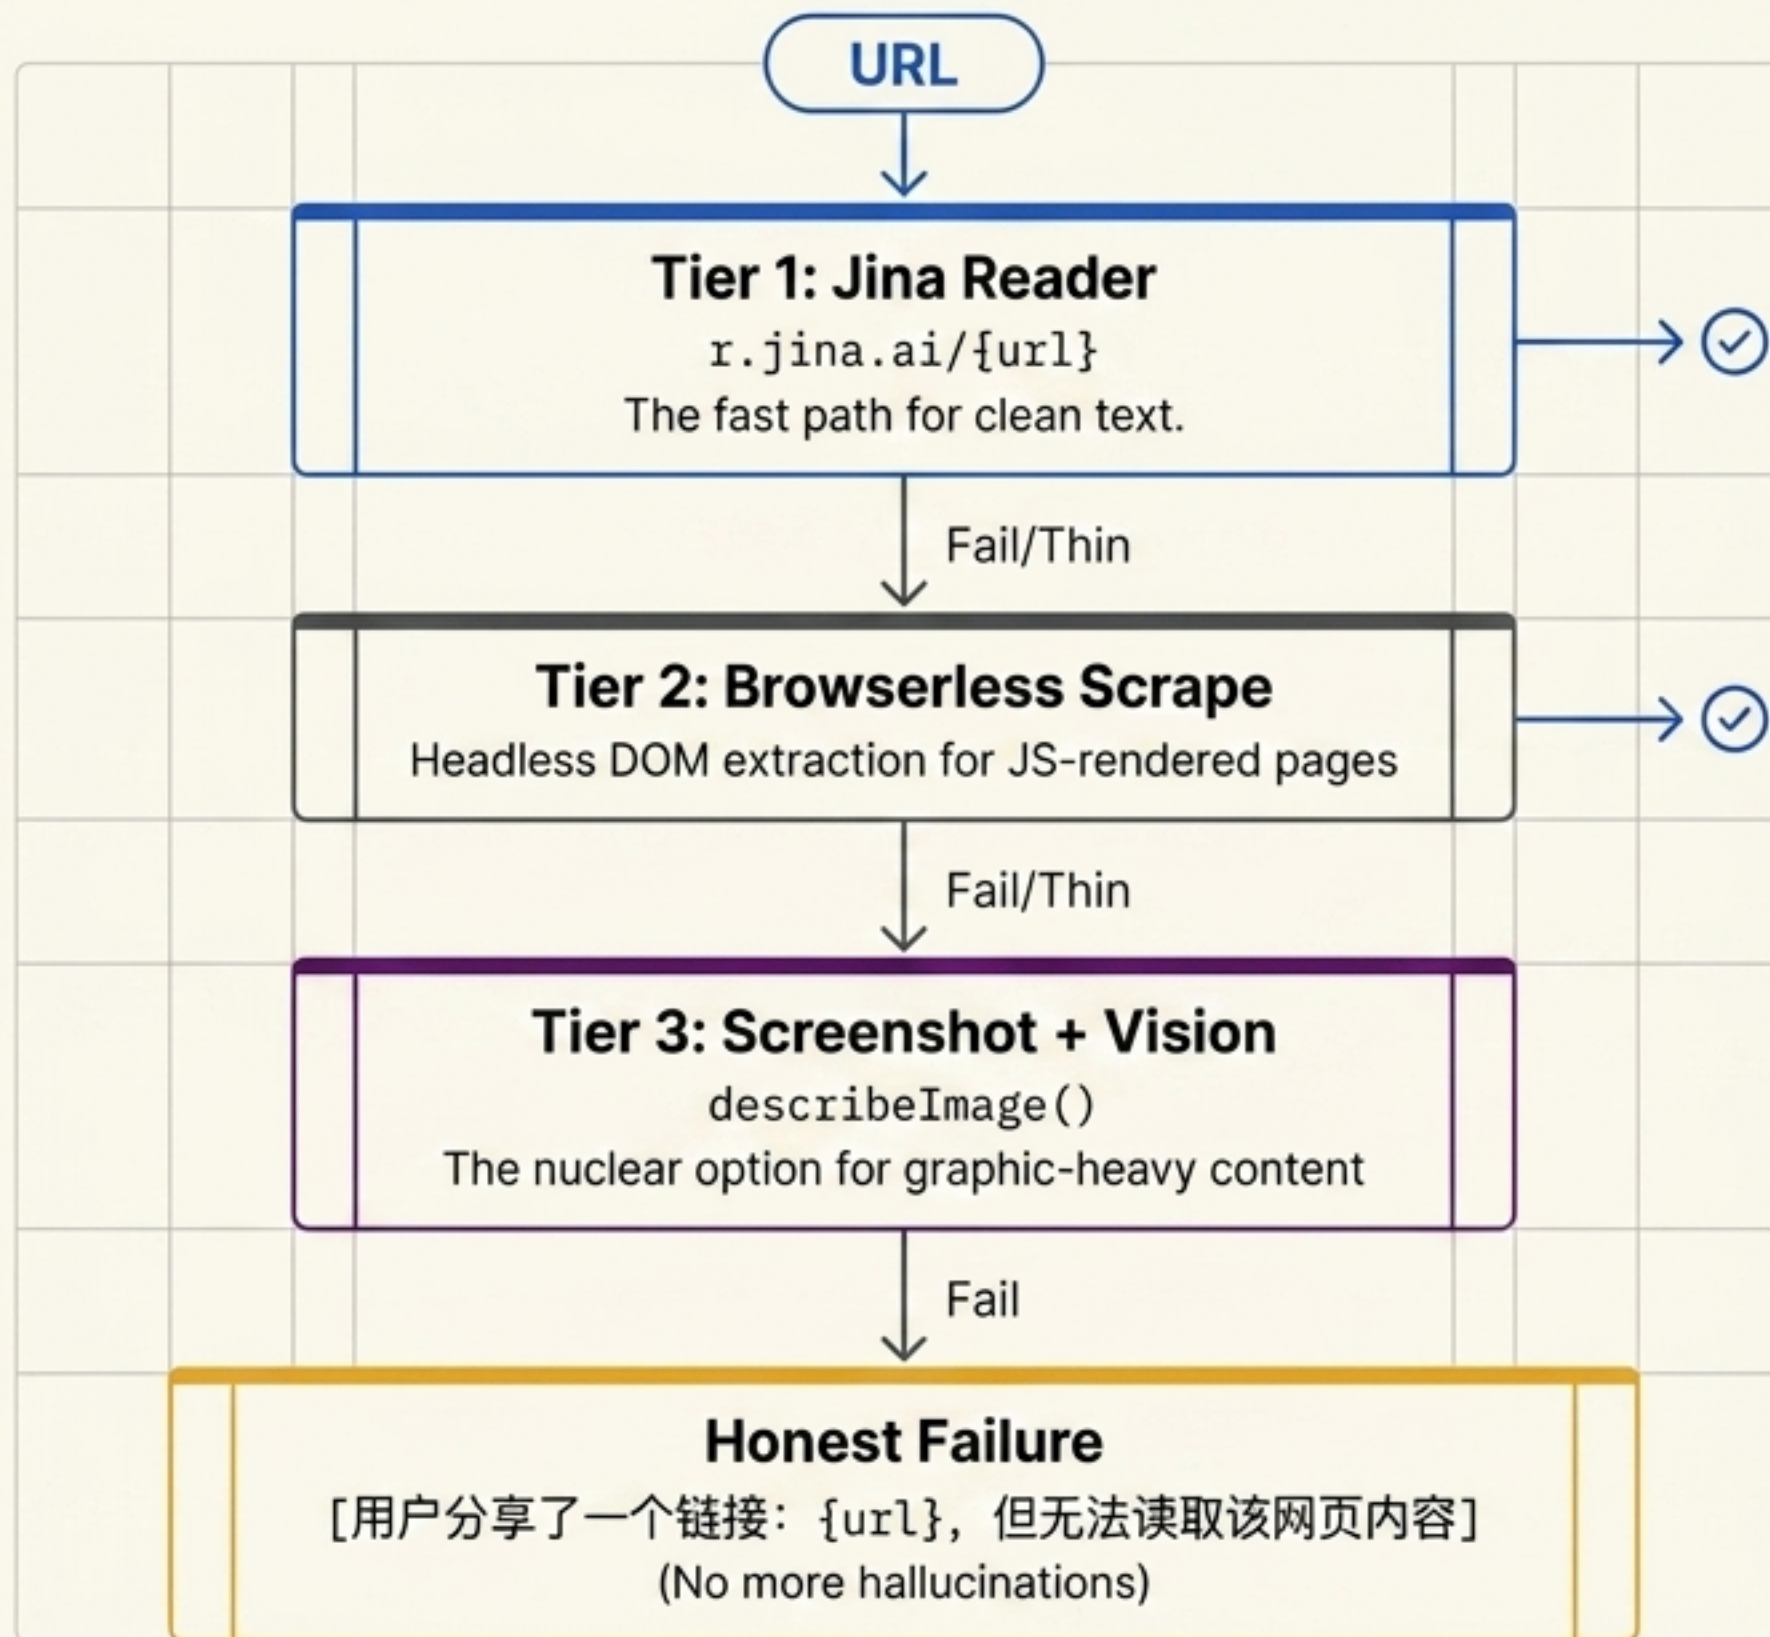 URL
Tier 1: Jina Reader
r.jina.ai/{url}
The fast path for clean text.
Fail/Thin
Tier 2: Browserless Scrape
Headless DOM extraction for JS-rendered pages
Fail/Thin
Tier 3: Screenshot + Vision
describeImage()
The nuclear option for graphic-heavy content
Fail
Honest Failure
[用户分享了一个链接：{url}，但无法读取该网页内容]
(No more hallucinations)